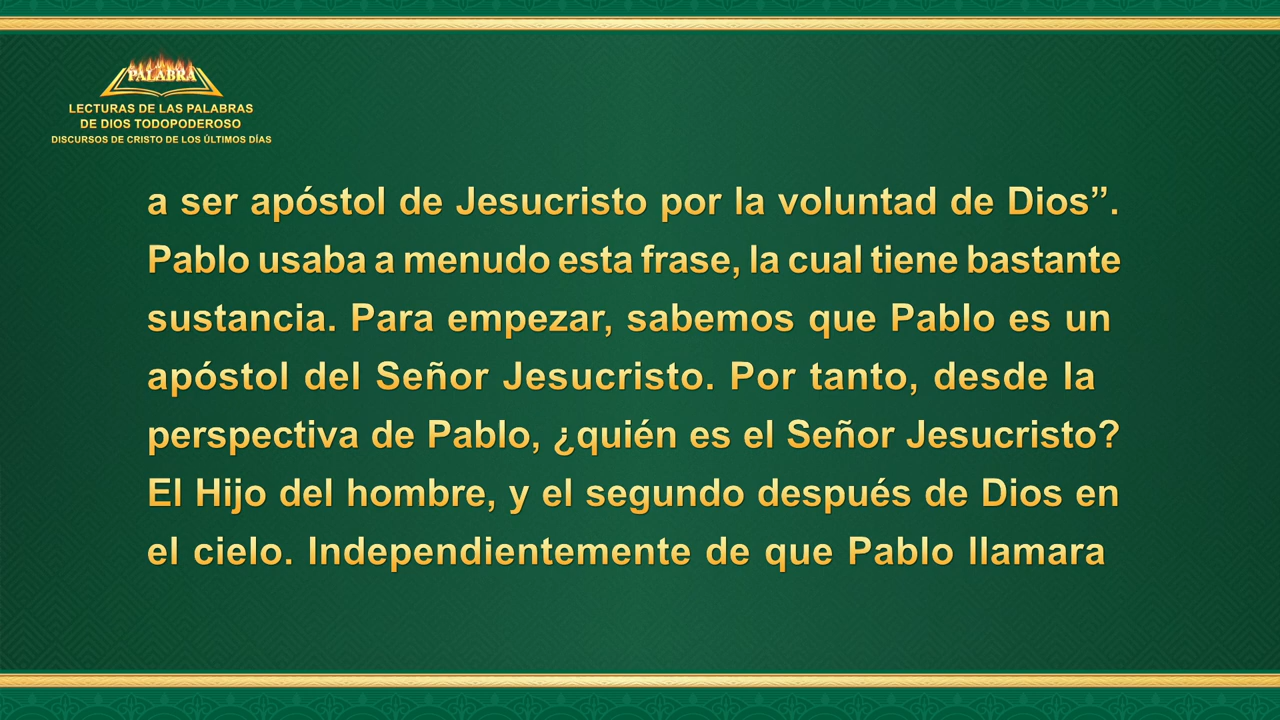 PALABRA
LECTURAS DE LAS PALABRAS
DE DIOS TODOPODEROSO
DISCURSOS DE CRISTO DE LOS ÚLTIMOS DÍAS
a ser apóstol de Jesucristo por la voluntad de Dios”.
Pablo usaba a menudo esta frase, la cual tiene bastante
sustancia. Para empezar, sabemos que Pablo es un
apóstol del Señor Jesucristo. Por tanto, desde la
perspectiva de Pablo, ¿quién es el Señor Jesucristo?
El Hijo del hombre, y el segundo después de Dios en
el cielo. Independientemente de que Pablo llamara